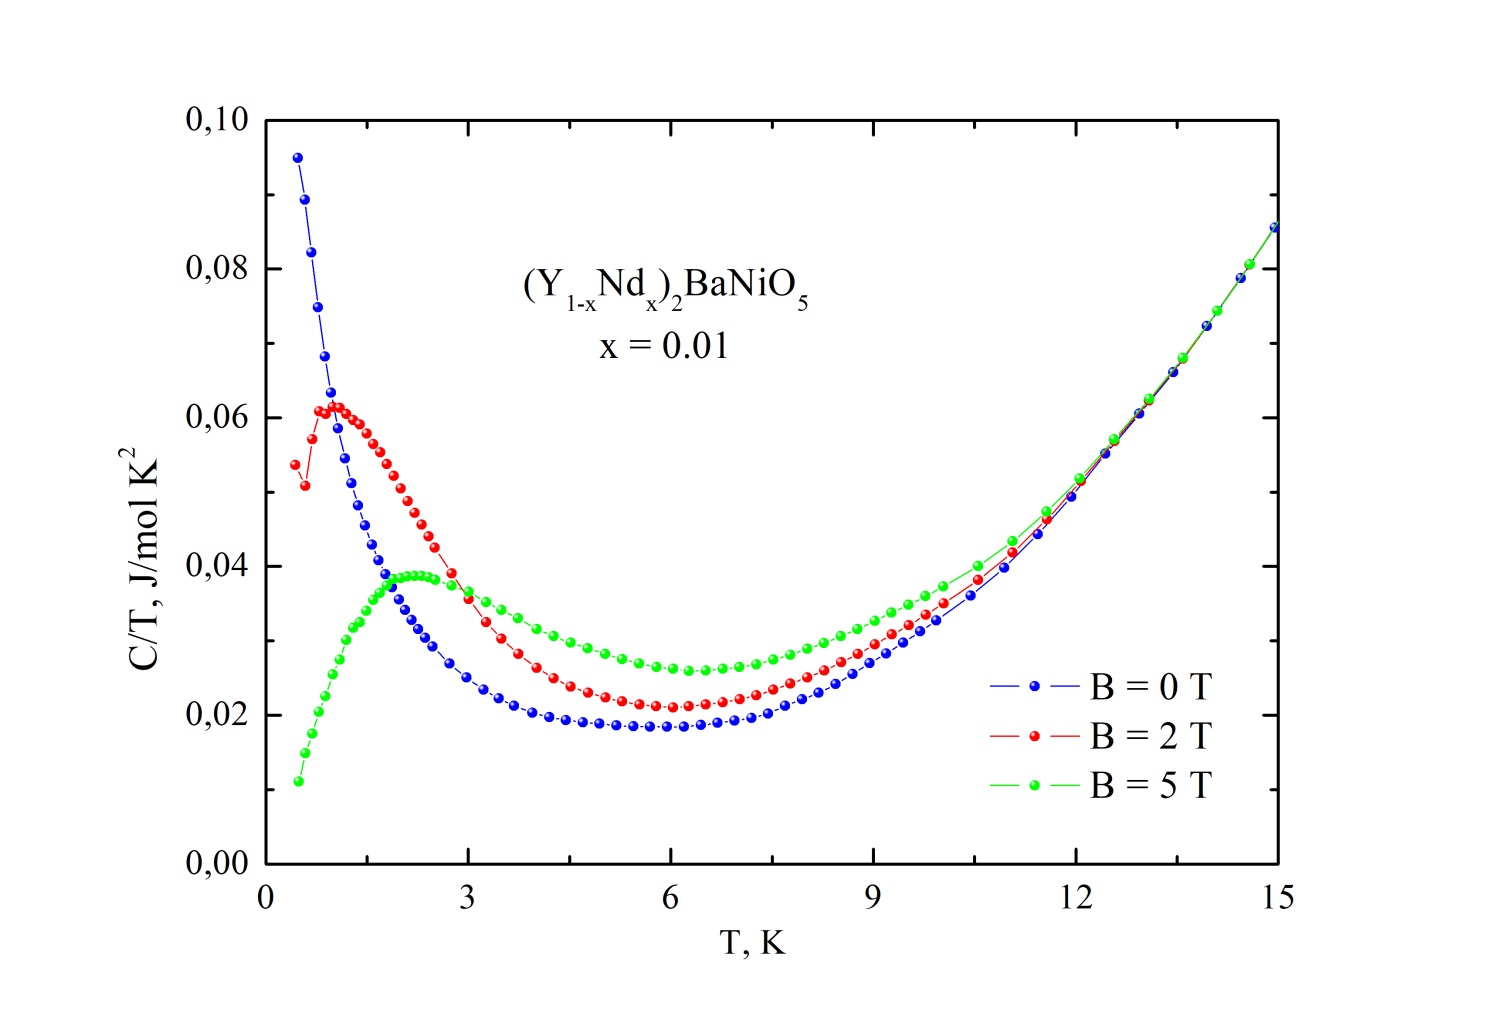 0,10
0,08
0,06
0,04
0,02
0,00
C/T, J/mol K²
(Y₁₋ₓNdₓ)₂BaNiO₅
x = 0.01
B = 0 T
B = 2 T
B = 5 T
0 3 6 9 12 15
T, K